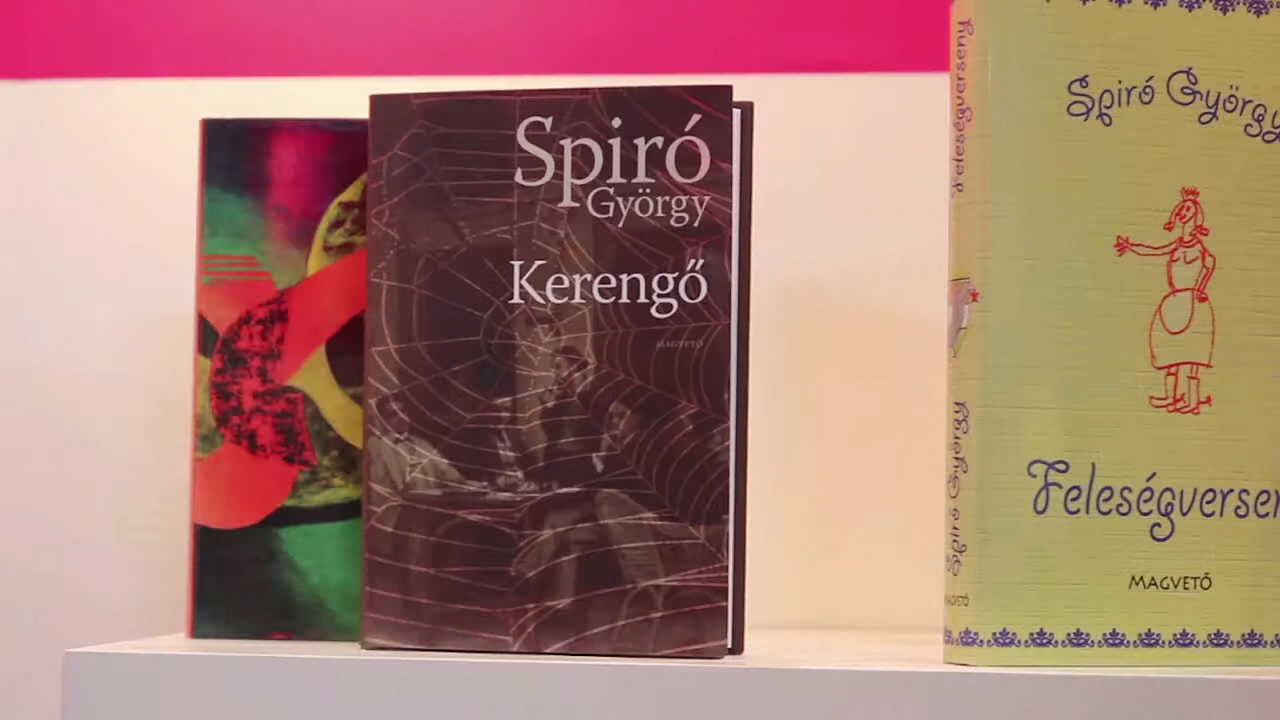 Spiró
György
Kerengő
MAGVETŐ
Feleségverseny
Spiró György
Spiró György
Feleségversen
MAGVETŐ